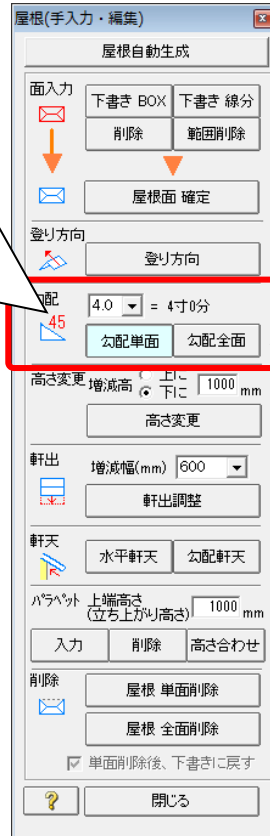 屋根(手入力・編集)
屋根自動生成
面入力
下書き BOX 下書き 線分
削除 範囲削除
屋根面 確定
登り方向
登り方向
勾配
45
4.0 = 4寸0分
勾配単面 勾配全面
高さ変更 増減高 上に 下に 1000 mm
高さ変更
軒出
増減幅(mm) 600
軒出調整
軒天
水平軒天 勾配軒天
パラペット 上端高さ
(立ち上がり高さ) 1000 mm
入力 削除 高さ合わせ
削除
屋根 単面削除
屋根 全面削除
単面削除後、下書きに戻す
? 閉じる